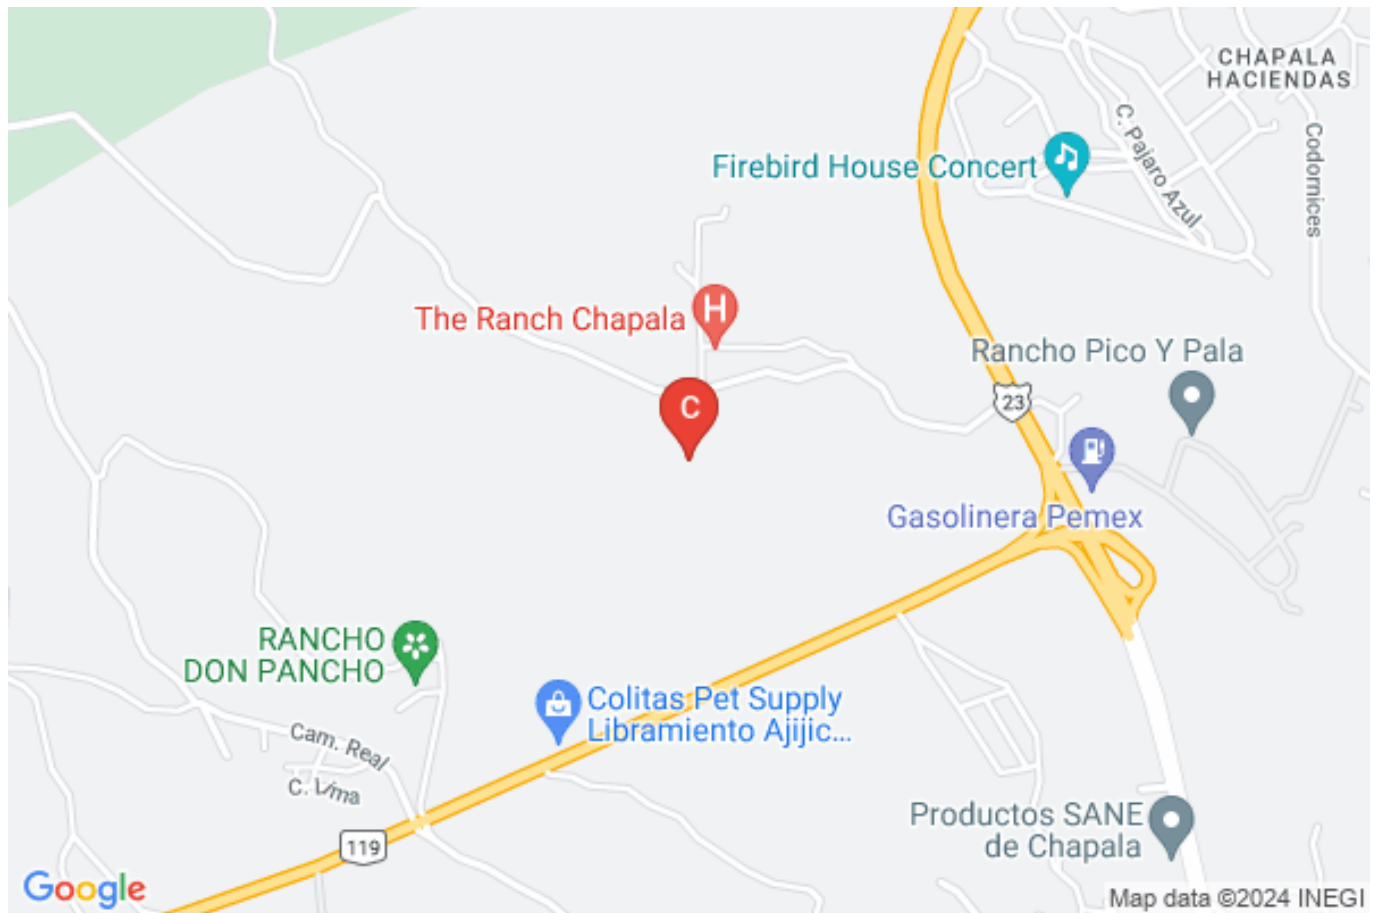 CHAPALA
HACIENDAS
C. Pajaro Azul
Codornices
Firebird House Concert
H
The Ranch Chapala
Rancho Pico Y Pala
C
23
Gasolinera Pemex
RANCHO
DON PANCHO
Colitas Pet Supply
Libramiento Ajijic...
Cam. Real
C. Vima
119
Productos SANE
de Chapala
Google
Map data ©2024 INEGI